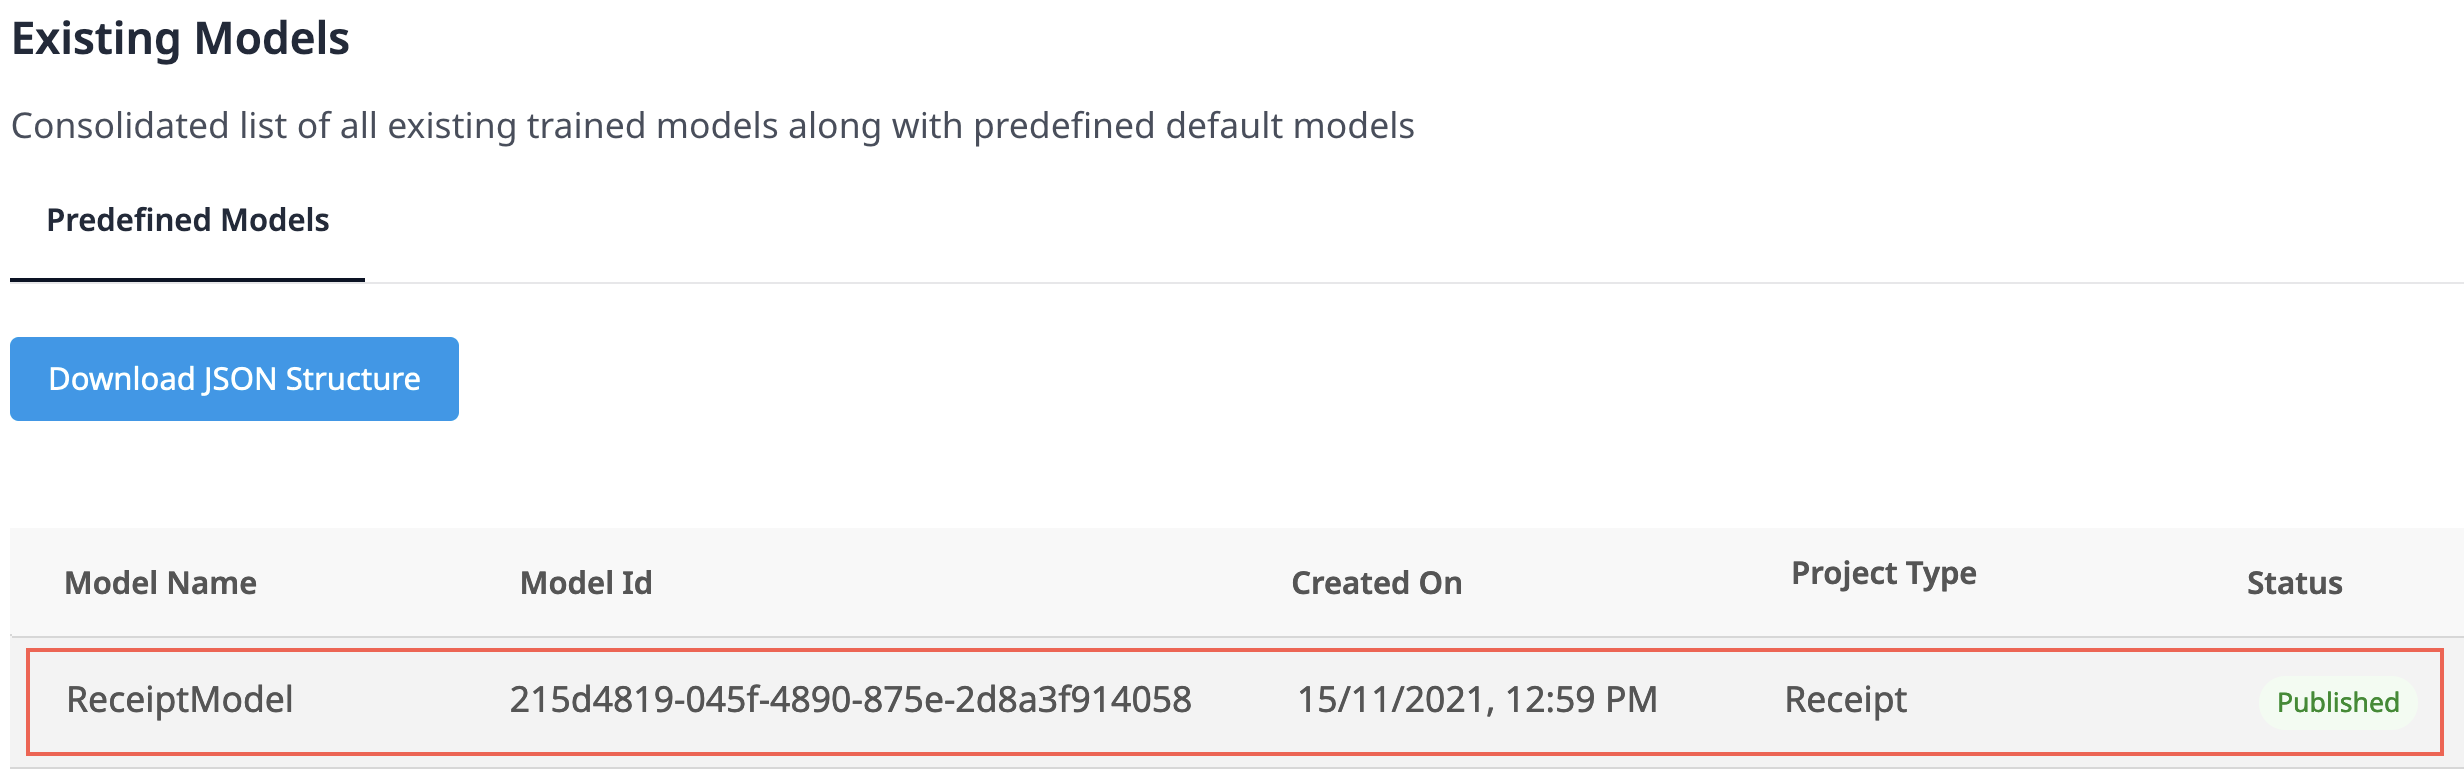 Existing Models
Consolidated list of all existing trained models along with predefined default models
Predefined Models
Download JSON Structure
Model Name Model Id Created On Project Type Status
ReceiptModel 215d4819-045f-4890-875e-2d8a3f914058 15/11/2021, 12:59 PM Receipt Published